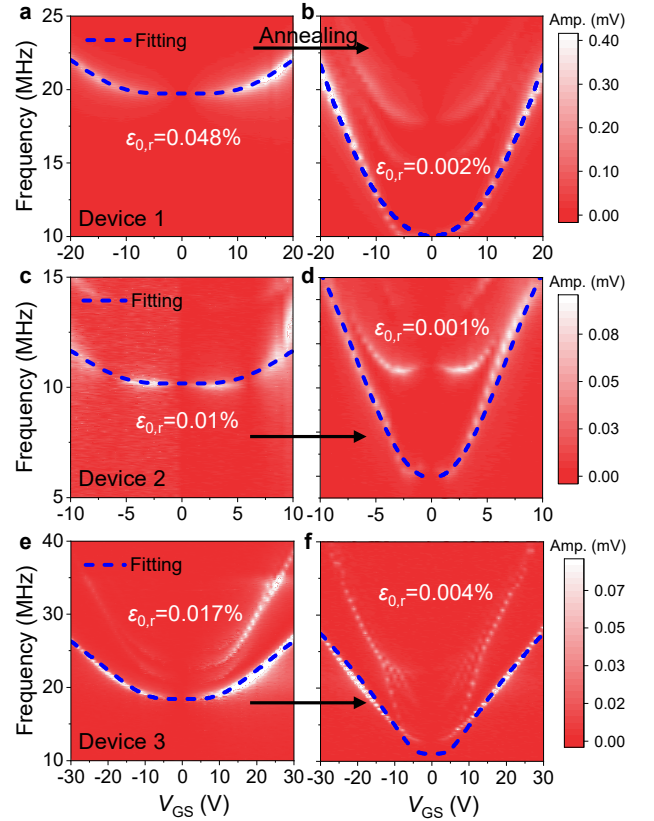 a
b
Frequency (MHz)
25
20
15
10
Fitting
Annealing
Amp. (mV)
0.40
0.30
0.20
0.10
0.00
ε0,r=0.048%
ε0,r=0.002%
Device 1
-20 -10 0 10 20
-20 -10 0 10 20
c
d
Frequency (MHz)
15
10
5
Fitting
Amp. (mV)
0.08
0.05
0.03
0.00
ε0,r=0.001%
ε0,r=0.01%
Device 2
-10 -5 0 5 10
-10 -5 0 5 10
e
f
Frequency (MHz)
40
30
20
10
Fitting
Amp. (mV)
0.07
0.05
0.02
0.00
ε0,r=0.017%
ε0,r=0.004%
Device 3
-30 -20 -10 0 10 20 30
-30 -20 -10 0 10 20 30
VGS (V)
VGS (V)